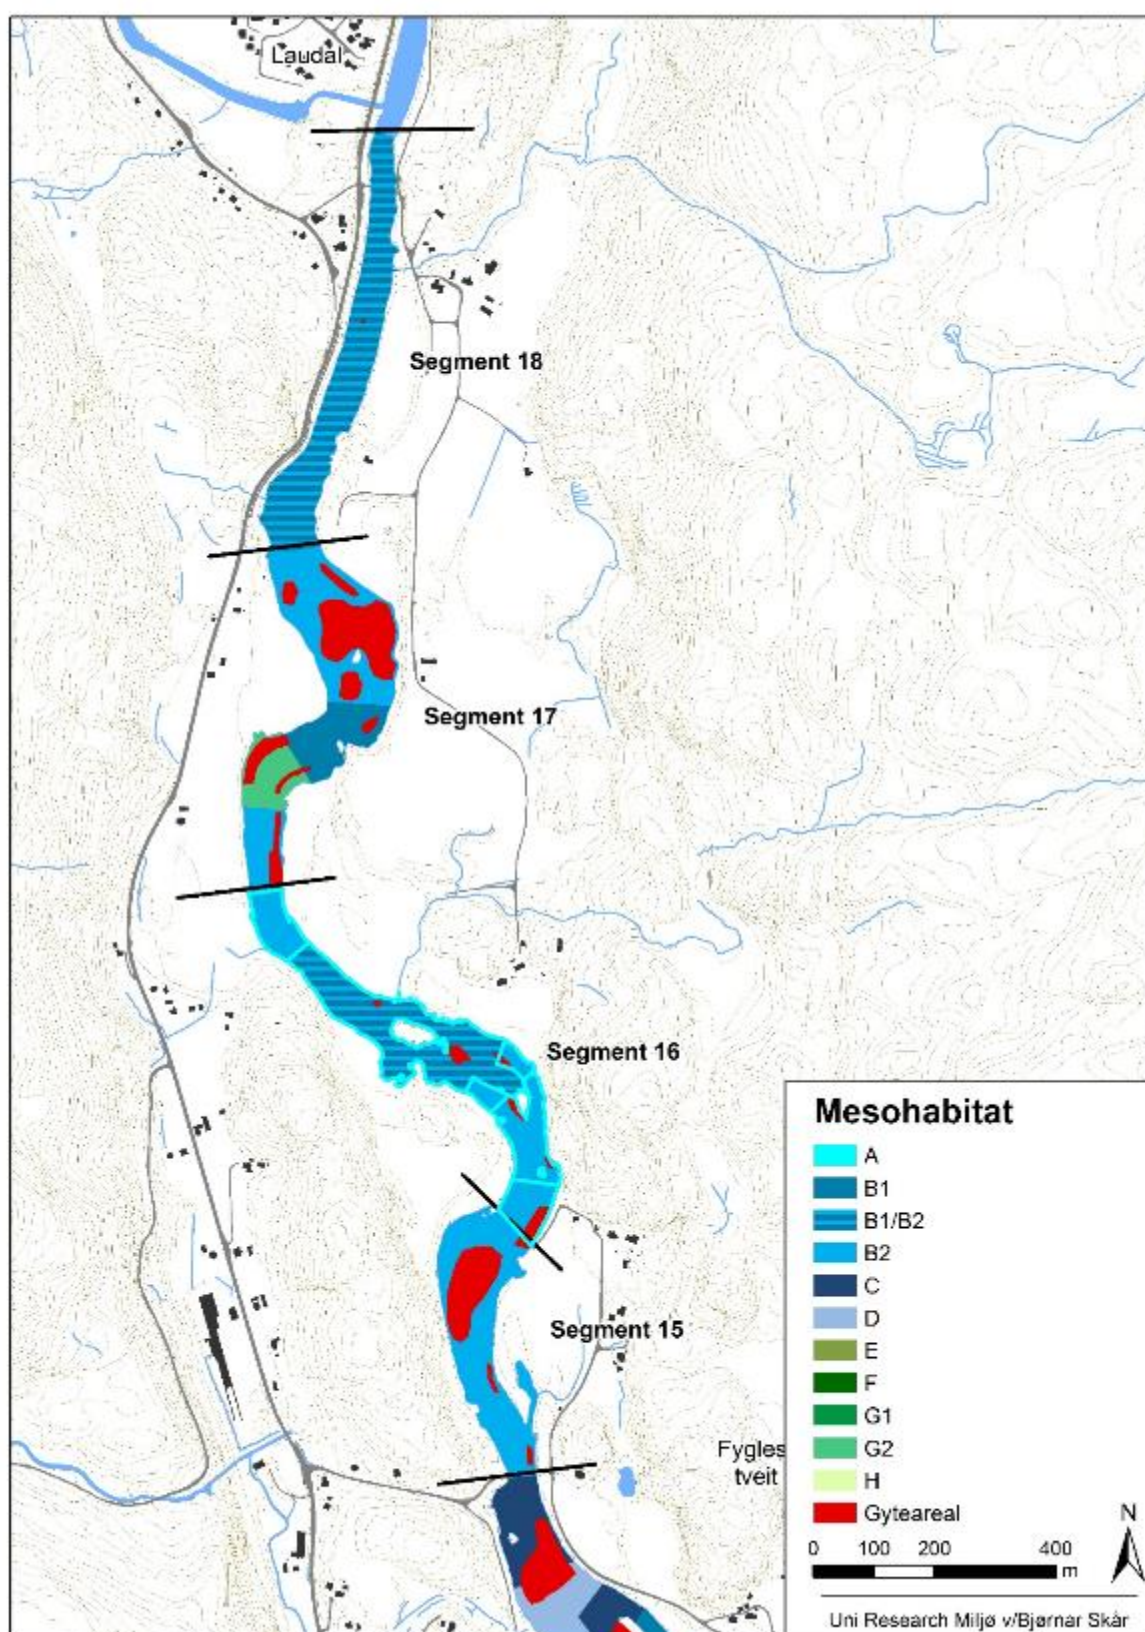 Laudal
Segment 18
Segment 17
Segment 16
Segment 15
Fygles
tveit
Mesohabitat
A
B1
B1/B2
B2
C
D
E
F
G1
G2
H
Gyteareal
N
0 100 200 400
m
Uni Research Miljø v/Bjørnar Skår